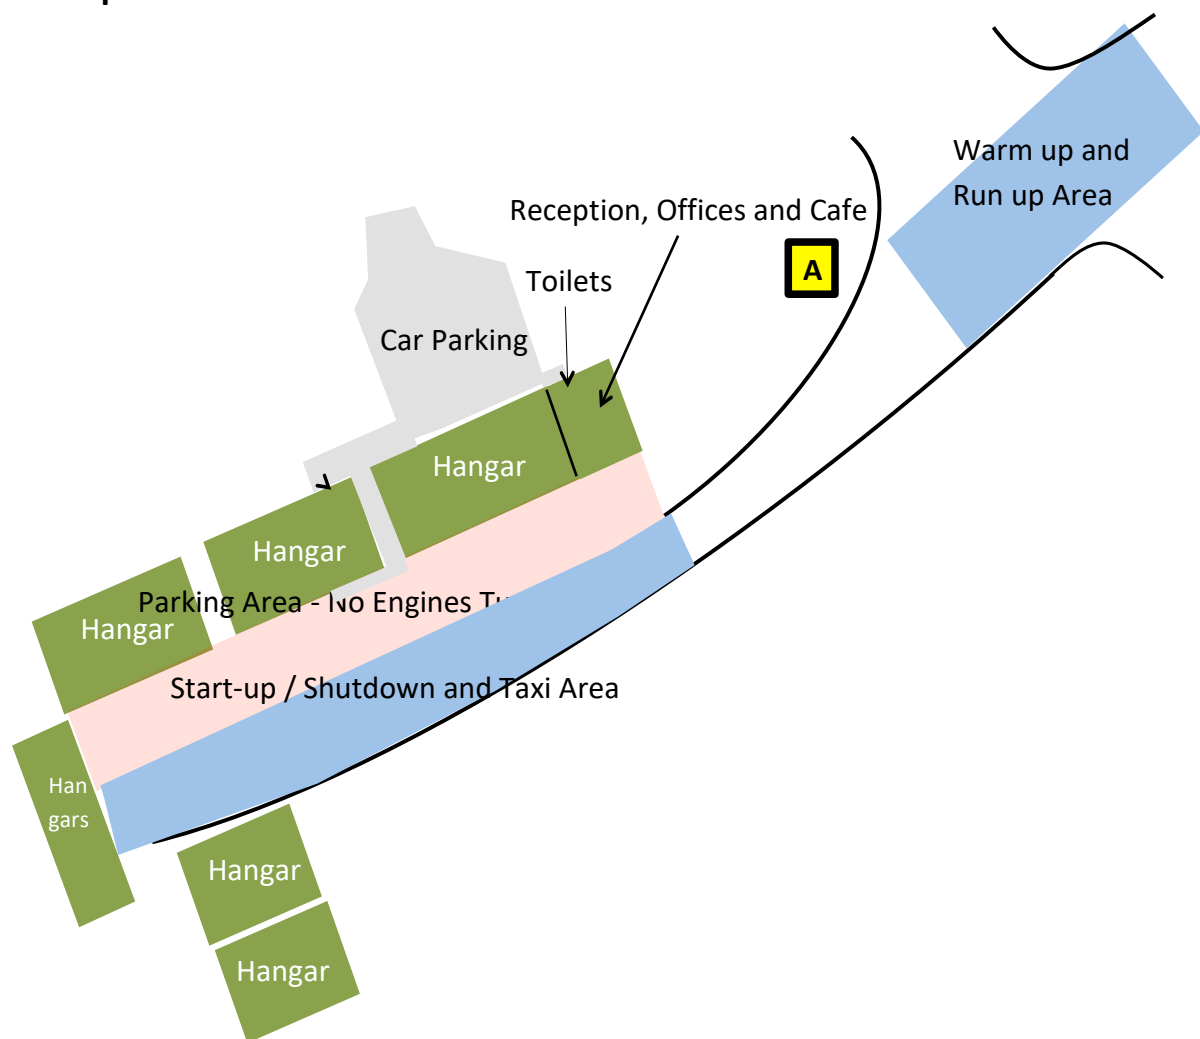 Warm up and
Run up Area
Reception, Offices and Cafe
A
Toilets
Car Parking
Hangar
Hangar
Parking Area - No Engines
Hangar
Start-up / Shutdown and Taxi Area
Han
gars
Hangar
Hangar